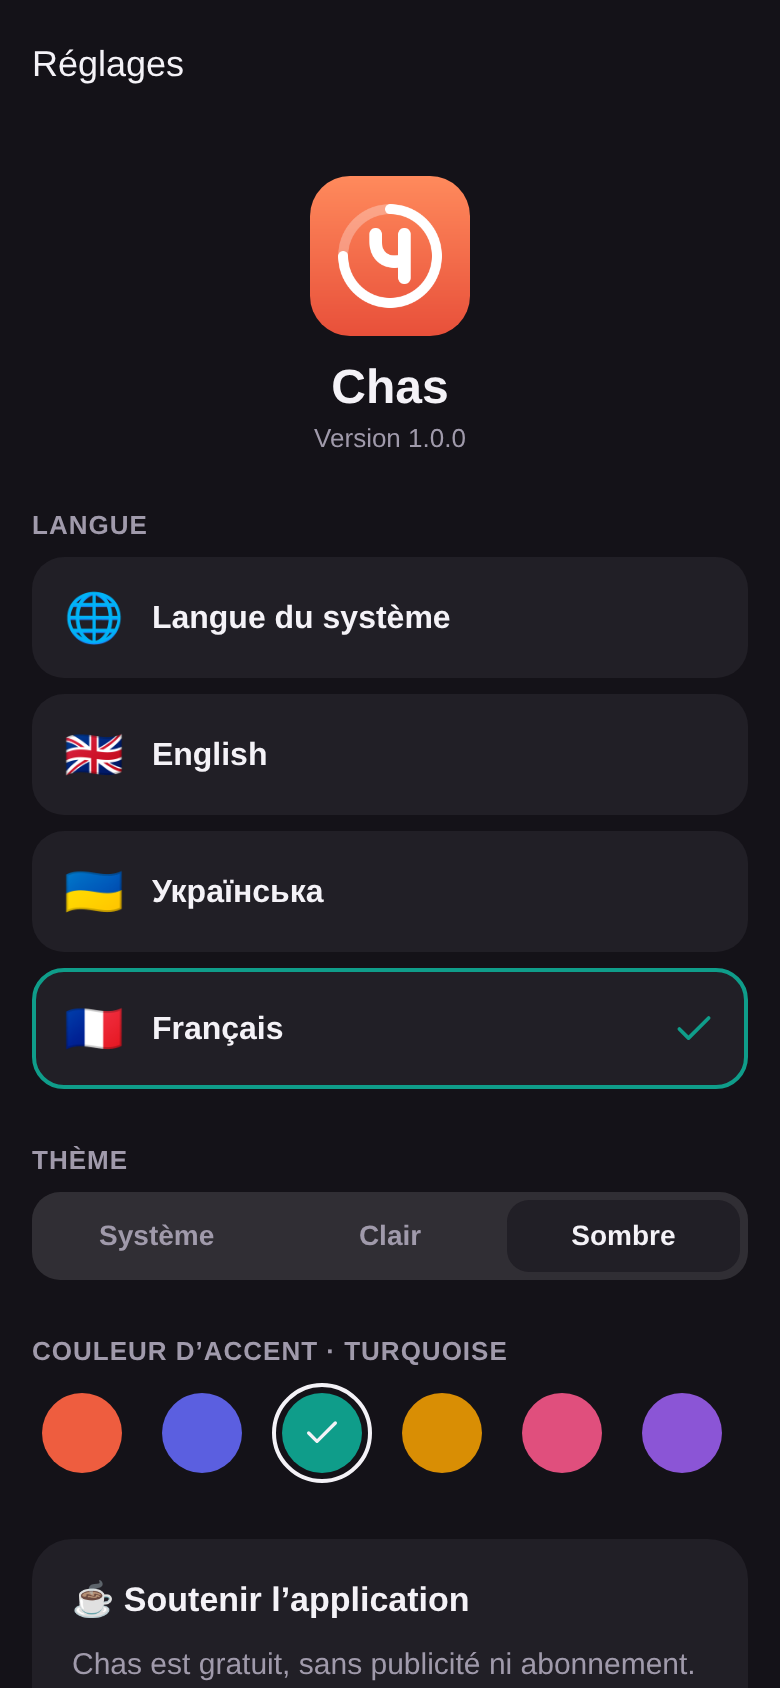 Réglages
Ч
Chas
Version 1.0.0
LANGUE
Langue du système
English
Українська
Français
THÈME
Système
Clair
Sombre
COULEUR D’ACCENT · TURQUOISE
☕ Soutenir l’application
Chas est gratuit, sans publicité ni abonnement.